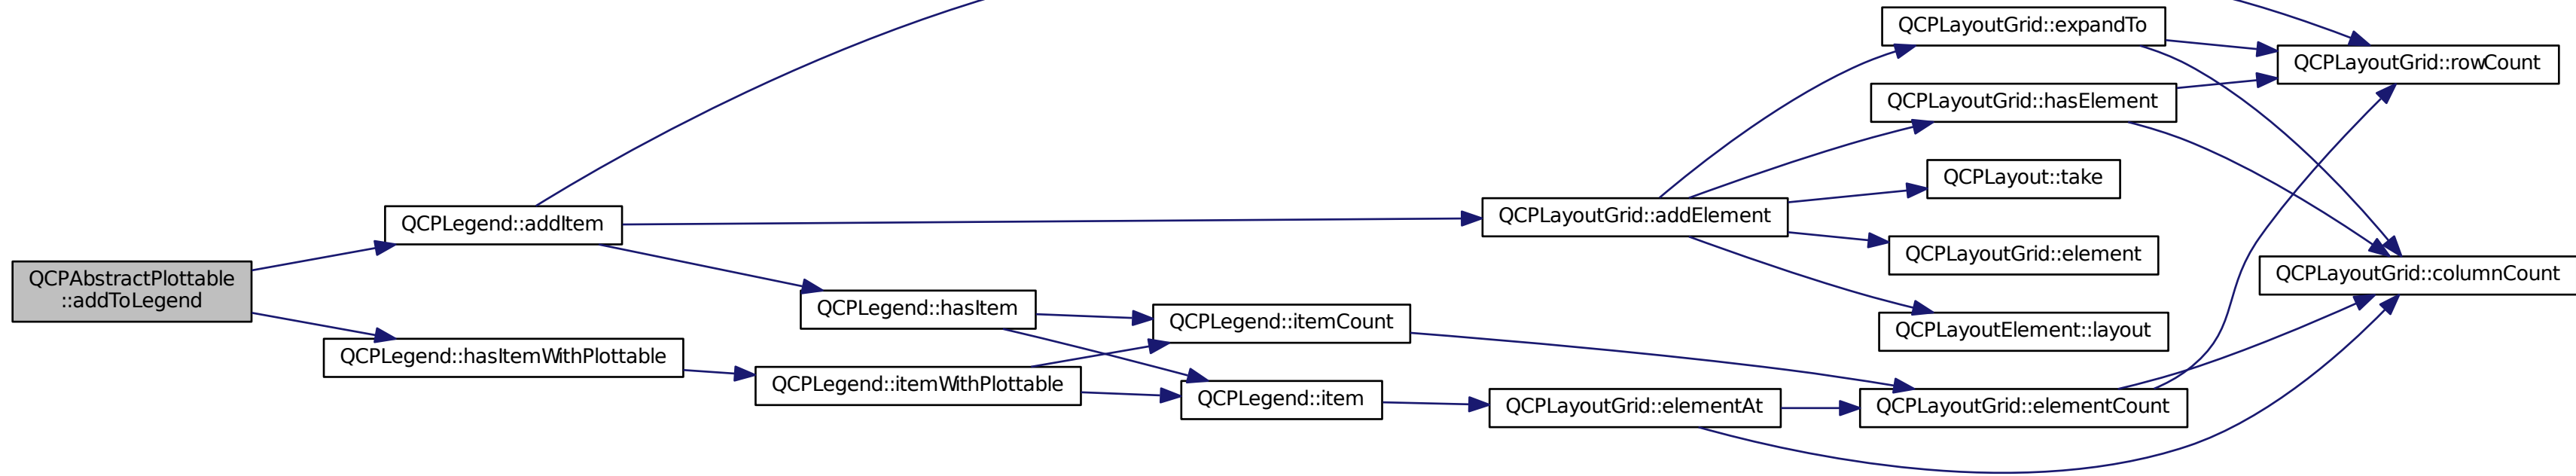 QCPAbstractPlottable
::addToLegend
QCPLegend::addItem
QCPLegend::hasItemWithPlottable
QCPLegend::hasItem
QCPLegend::itemWithPlottable
QCPLegend::itemCount
QCPLegend::item
QCPLayoutGrid::addElement
QCPLayoutGrid::elementAt
QCPLayoutGrid::expandTo
QCPLayoutGrid::hasElement
QCPLayout::take
QCPLayoutGrid::element
QCPLayoutElement::layout
QCPLayoutGrid::elementCount
QCPLayoutGrid::rowCount
QCPLayoutGrid::columnCount